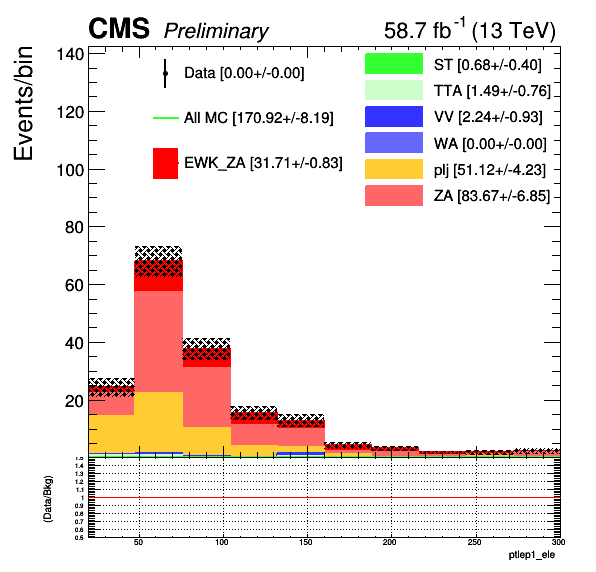 CMS Preliminary 58.7 fb⁻¹ (13 TeV)
Events/bin
140
120
100
80
60
40
20
Data [0.00+/-0.00]
All MC [170.92+/-8.19]
EWK_ZA [31.71+/-0.83]
ST [0.68+/-0.40]
TTA [1.49+/-0.76]
VV [2.24+/-0.93]
WA [0.00+/-0.00]
plj [51.12+/-4.23]
ZA [83.67+/-6.85]
(Data/Bkg)
1.5
1.4
1.3
1.2
1.1
1
0.9
0.8
0.7
0.6
0.5
50 100 150 200 250 300
ptlep1_ele